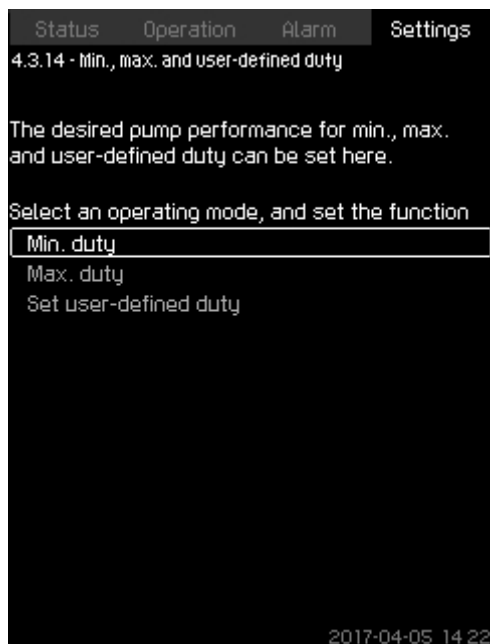 Status Operation Alarm Settings
4.3.14 - Min., max. and user-defined duty
The desired pump performance for min., max.
and user-defined duty can be set here.
Select an operating mode, and set the function
Min. duty
Max. duty
Set user-defined duty
2017-04-05 14:22